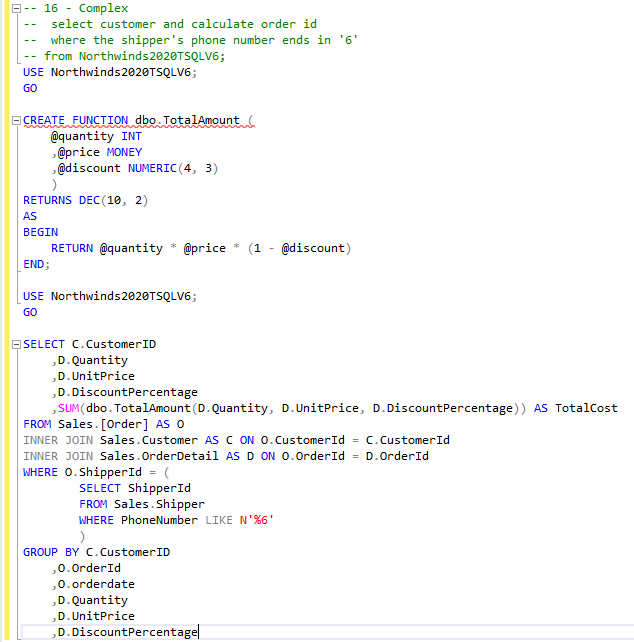 -- 16 - Complex
-- select customer and calculate order id
-- where the shipper's phone number ends in '6'
-- from Northwinds2020TSQLV6;
USE Northwinds2020TSQLV6;
GO
CREATE FUNCTION dbo.TotalAmount (
@quantity INT
,@price MONEY
,@discount NUMERIC(4, 3)
)
RETURNS DEC(10, 2)
AS
BEGIN
RETURN @quantity * @price * (1 - @discount)
END;
USE Northwinds2020TSQLV6;
GO
SELECT C.CustomerID
,D.Quantity
,D.UnitPrice
,D.DiscountPercentage
,SUM(dbo.TotalAmount(D.Quantity, D.UnitPrice, D.DiscountPercentage)) AS TotalCost
FROM Sales.[Order] AS O
INNER JOIN Sales.Customer AS C ON O.CustomerId = C.CustomerId
INNER JOIN Sales.OrderDetail AS D ON O.OrderId = D.OrderId
WHERE O.ShipperId = (
SELECT ShipperId
FROM Sales.Shipper
WHERE PhoneNumber LIKE N'%6'
)
GROUP BY C.CustomerID
,O.OrderId
,O.orderdate
,D.Quantity
,D.UnitPrice
,D.DiscountPercentage